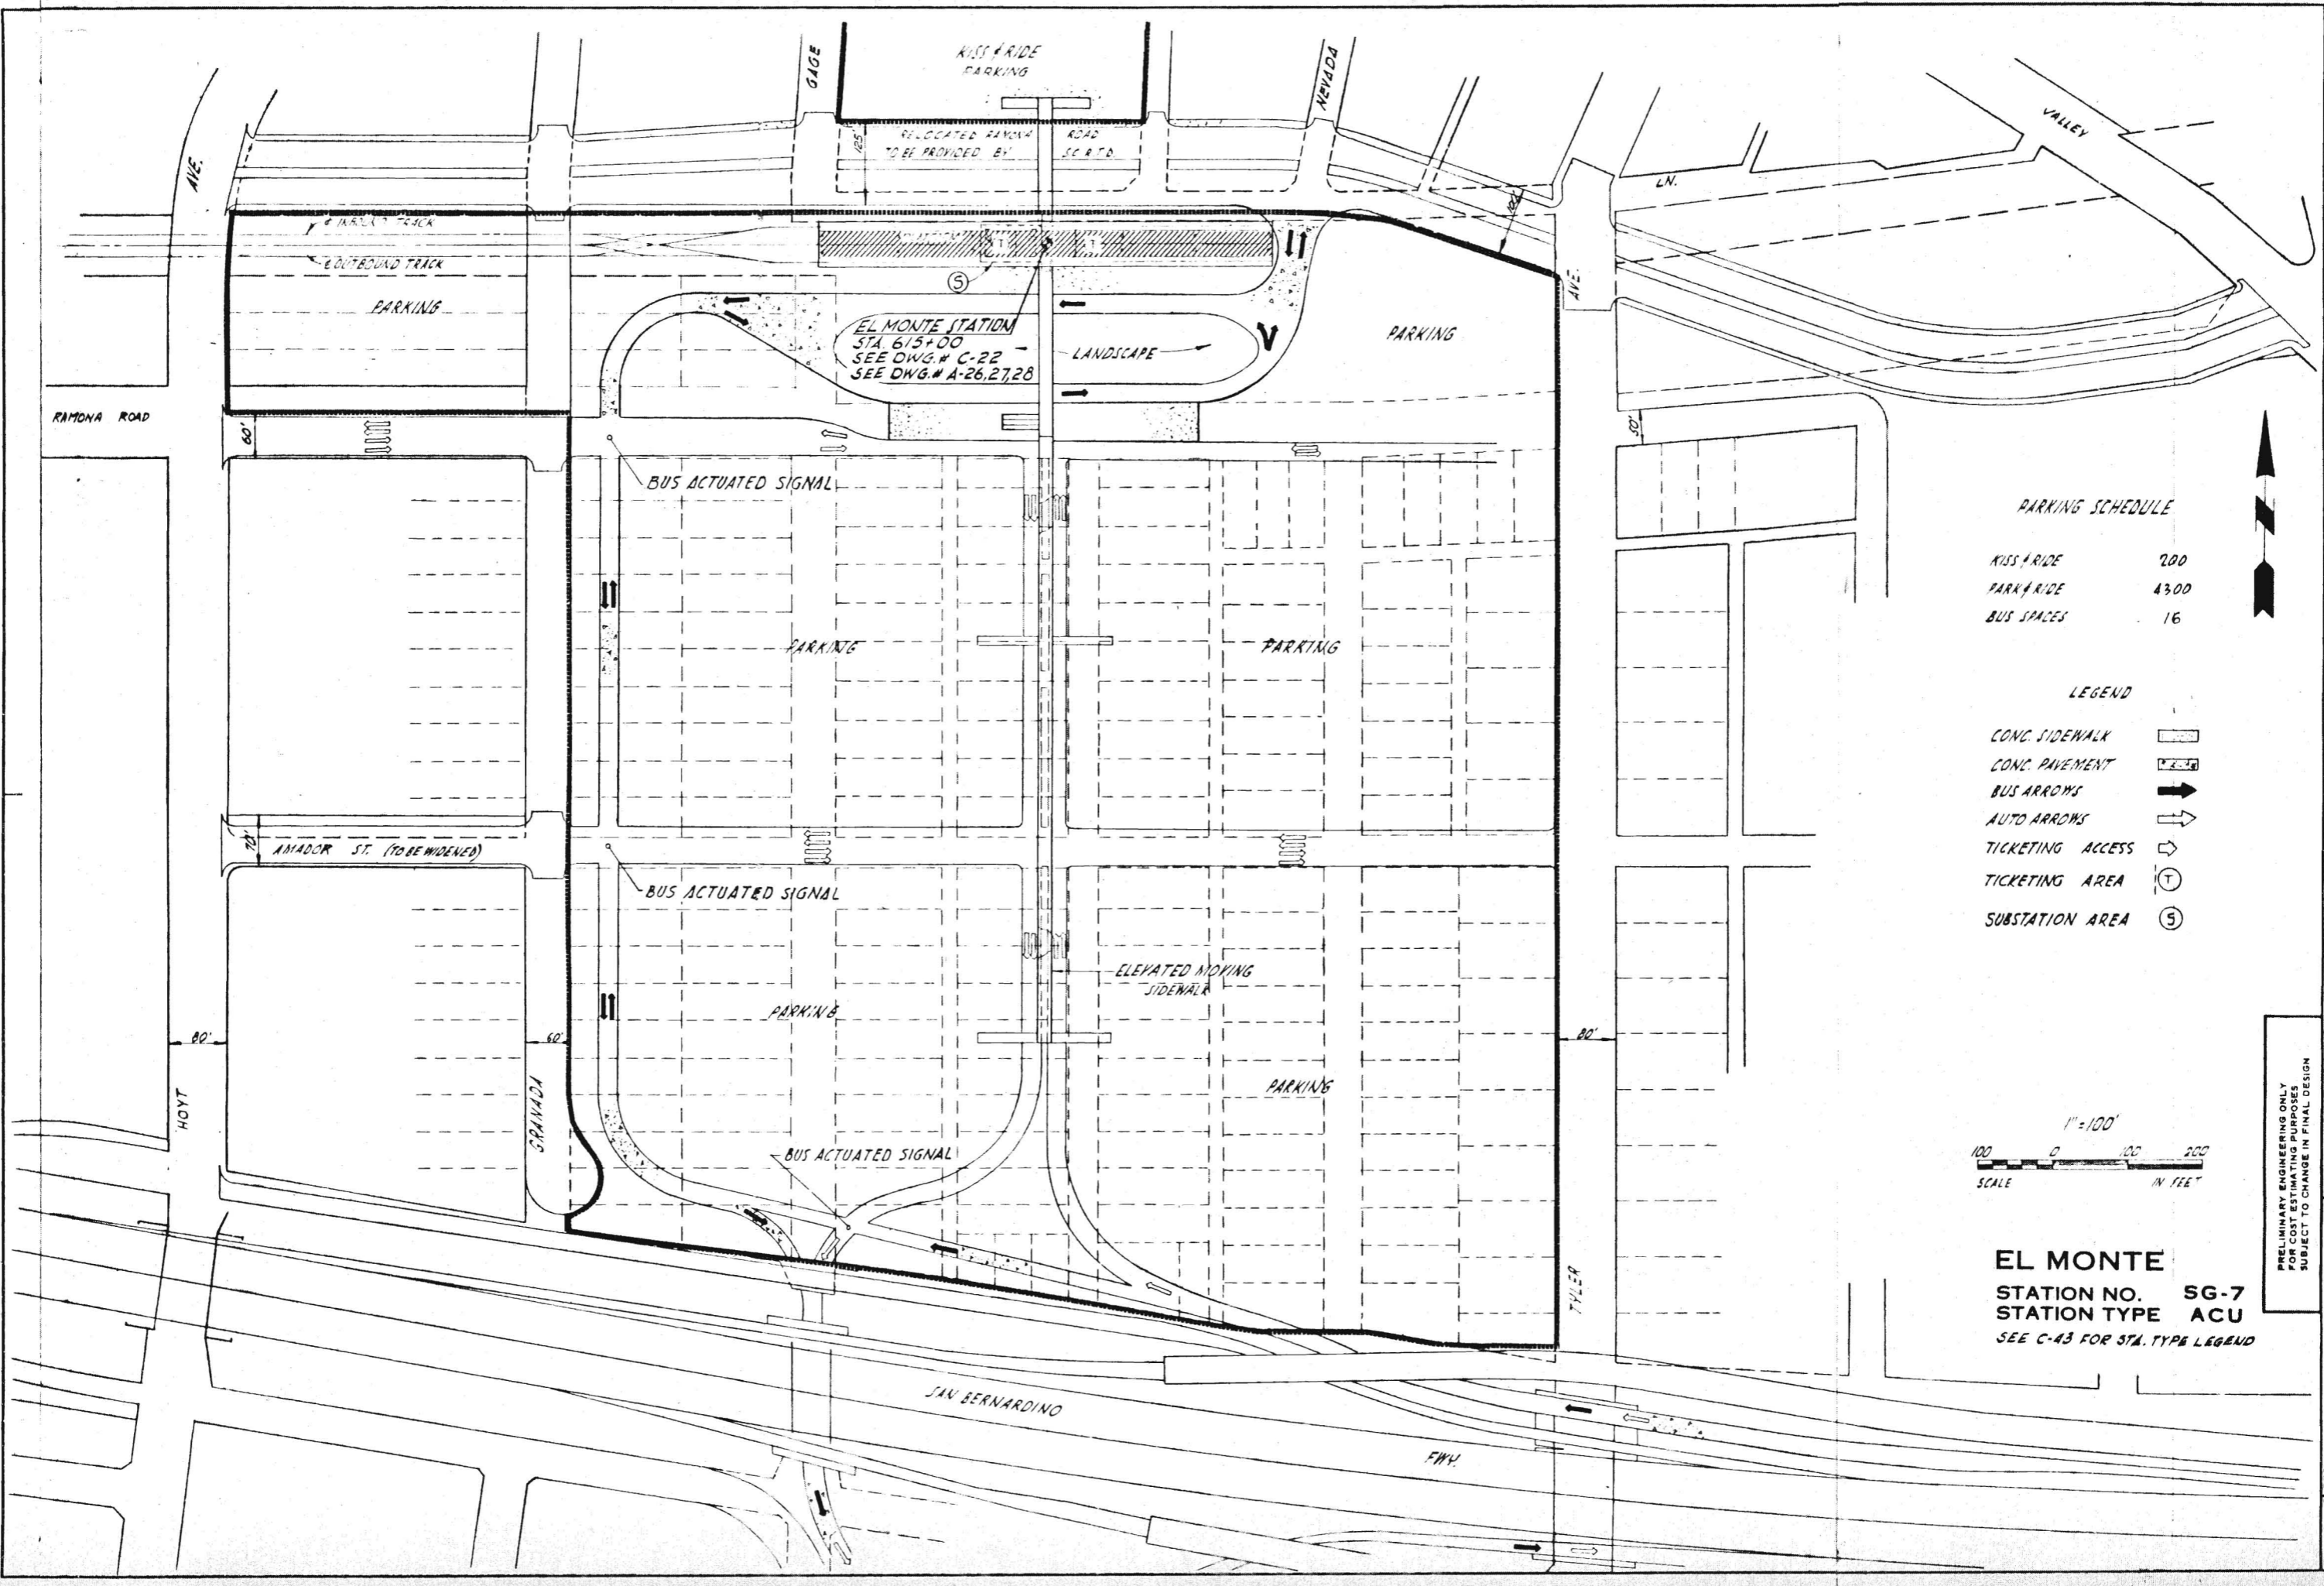 KISS & RIDE
PARKING
GAGE
NEVADA
VALLEY
AVE.
125'
RELOCATED RAMONA ROAD
TO BE PROVIDED BY S.C.R.T.D.
LN.
¢ INBOUND TRACK
¢ OUTBOUND TRACK
PARKING
T
T
S
EL MONTE STATION
STA. 615+00
SEE DWG.# C-22
SEE DWG.# A-26,27,28
LANDSCAPE
PARKING
AVE.
RAMONA ROAD
60'
50'
BUS ACTUATED SIGNAL
PARKING SCHEDULE
KISS & RIDE 200
PARK & RIDE 4300
BUS SPACES 16
N
PARKING
PARKING
LEGEND
CONC. SIDEWALK
CONC. PAVEMENT
BUS ARROWS
AUTO ARROWS
TICKETING ACCESS
TICKETING AREA T
SUBSTATION AREA S
70'
AMADOR ST. (TO BE WIDENED)
BUS ACTUATED SIGNAL
ELEVATED MOVING
SIDEWALK
PARKING
PARKING
80'
60'
80'
HOYT
GRANADA
TYLER
BUS ACTUATED SIGNAL
1"=100'
100 0 100 200
SCALE IN FEET
PRELIMINARY ENGINEERING ONLY
FOR COST ESTIMATING PURPOSES
SUBJECT TO CHANGE IN FINAL DESIGN
EL MONTE
STATION NO. SG-7
STATION TYPE ACU
SEE C-43 FOR STA. TYPE LEGEND
SAN BERNARDINO
FWY.